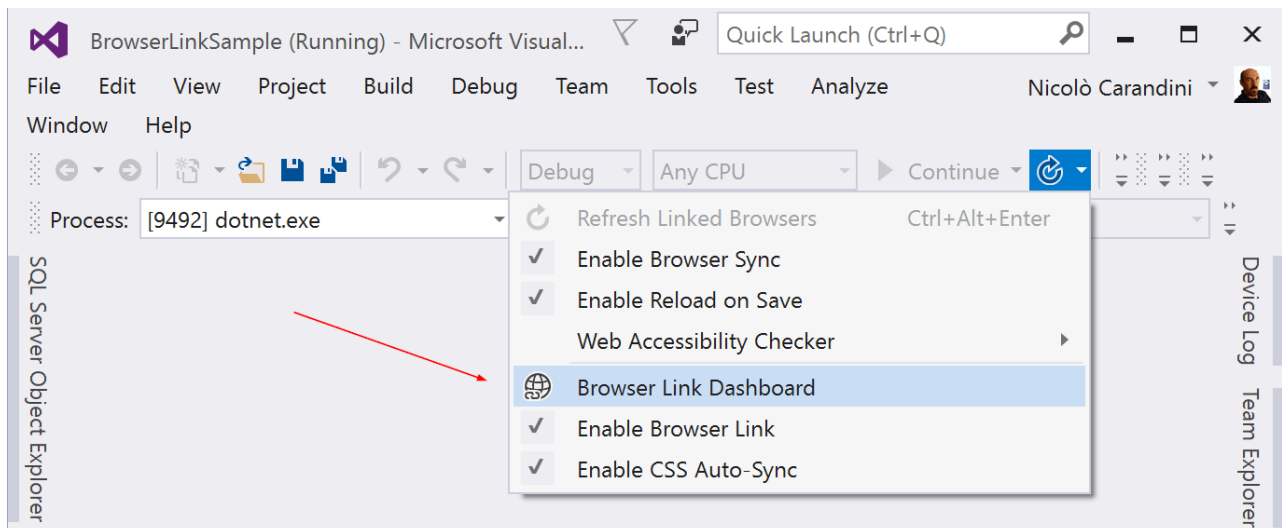 BrowserLinkSample (Running) - Microsoft Visual... Quick Launch (Ctrl+Q)
File Edit View Project Build Debug Team Tools Test Analyze Nicolò Carandini
Window Help
Debug Any CPU Continue
Process: [9492] dotnet.exe
Refresh Linked Browsers Ctrl+Alt+Enter
Enable Browser Sync
Enable Reload on Save
Web Accessibility Checker
Browser Link Dashboard
Enable Browser Link
Enable CSS Auto-Sync
SQL Server Object Explorer
Device Log
Team Explorer